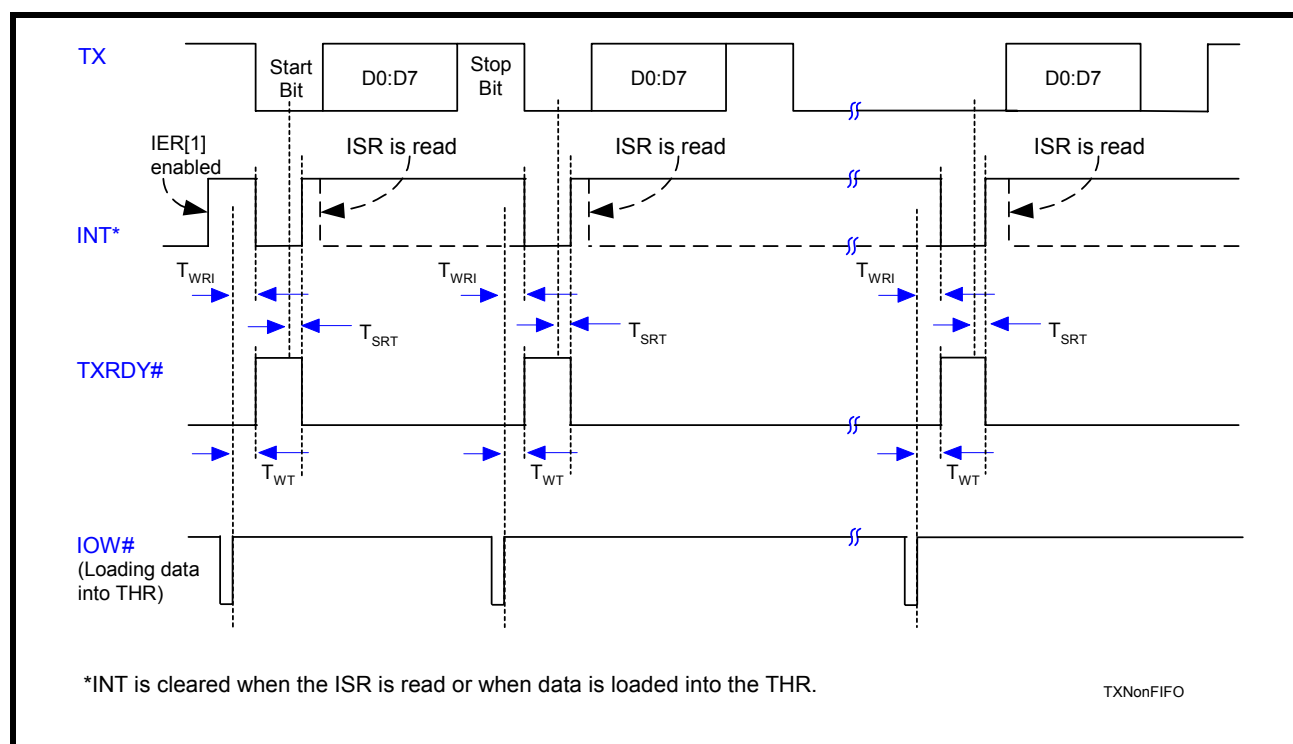 TX
Start
Bit
D0:D7
Stop
Bit
D0:D7
D0:D7
IER[1]
enabled
ISR is read
ISR is read
ISR is read
INT*
TWRI
TWRI
TWRI
TSRT
TSRT
TSRT
TXRDY#
TWT
TWT
TWT
IOW#
(Loading data
into THR)
*INT is cleared when the ISR is read or when data is loaded into the THR.
TXNonFIFO